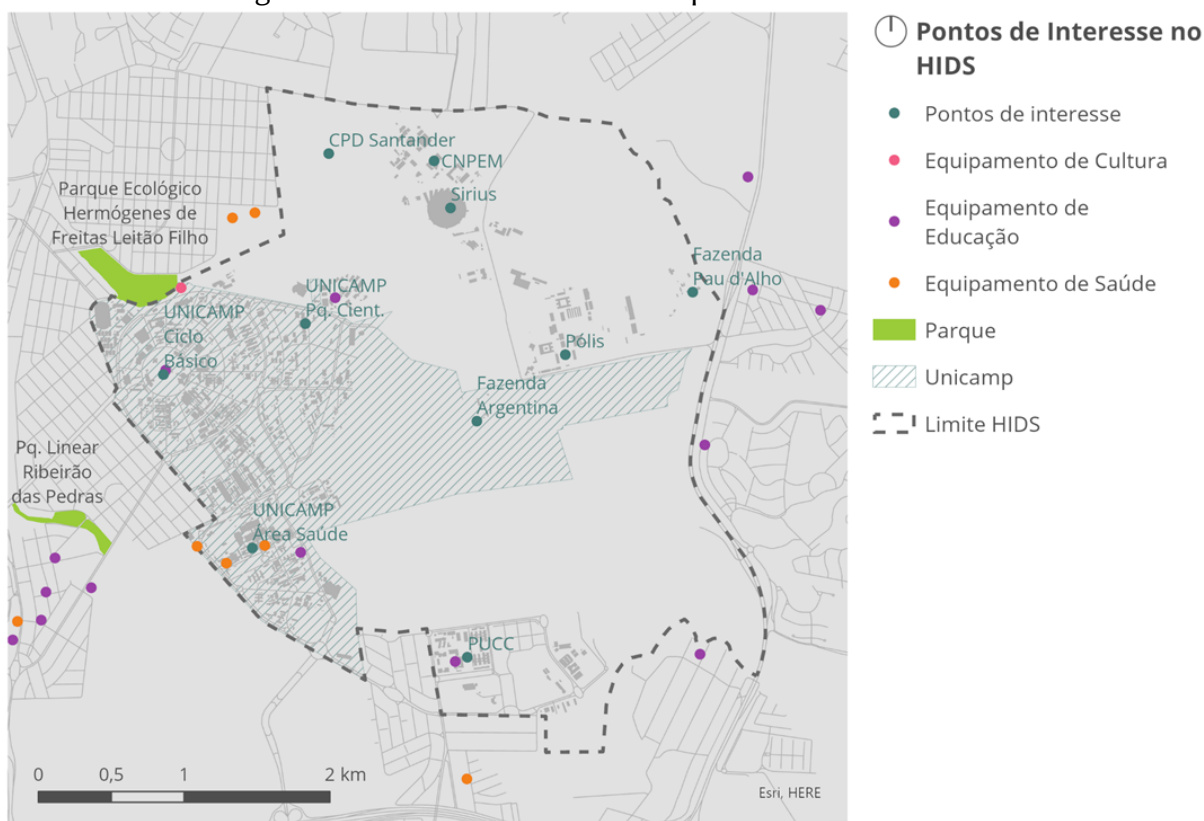 Pontos de Interesse no
HIDS
Pontos de interesse
Equipamento de Cultura
Equipamento de
Educação
Equipamento de Saúde
Parque
Unicamp
Limite HIDS
CPD Santander
CNPEM
Sirius
Parque Ecológico
Hermógenes de
Freitas Leitão Filho
Fazenda
Pau d'Alho
UNICAMP
Pq. Cient.
UNICAMP
Ciclo
Básico
Pólis
Fazenda
Argentina
Pq. Linear
Ribeirão
das Pedras
UNICAMP
Área Saúde
PUCC
0 0,5 1 2 km
Esri, HERE